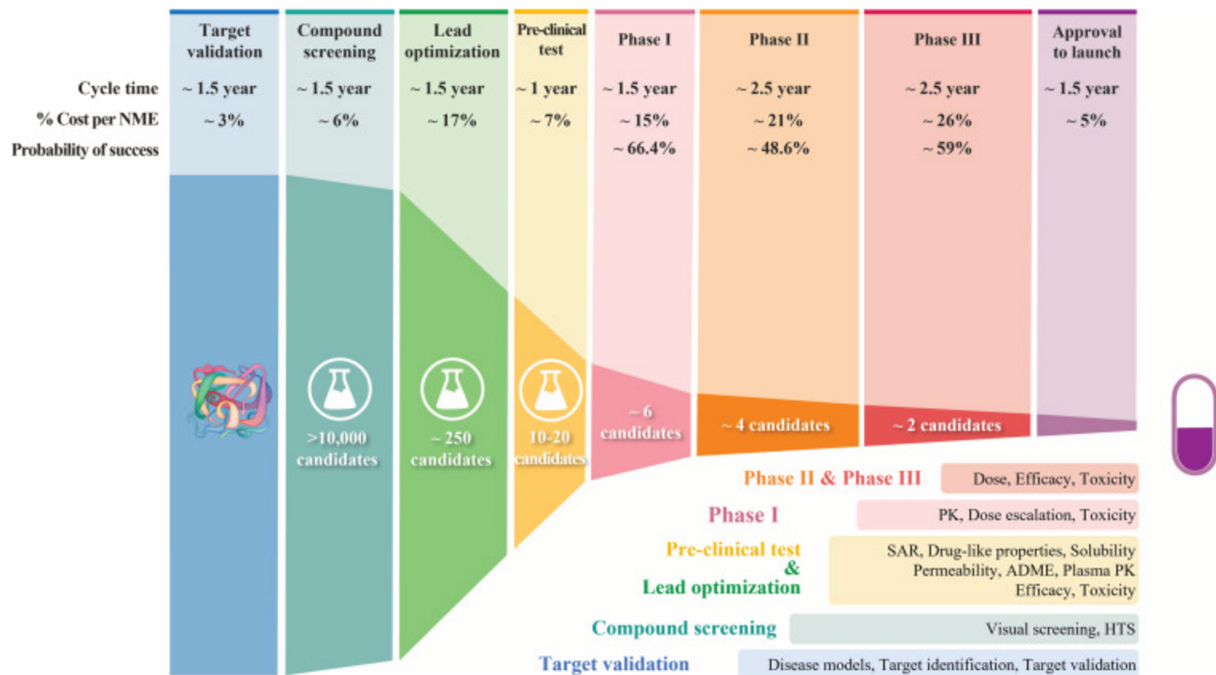 Target validation
Compound screening
Lead optimization
Pre-clinical test
Phase I
Phase II
Phase III
Approval to launch
Cycle time ~ 1.5 year ~ 1.5 year ~ 1.5 year ~ 1 year ~ 1.5 year ~ 2.5 year ~ 2.5 year ~ 1.5 year
% Cost per NME ~ 3% ~ 6% ~ 17% ~ 7% ~ 15% ~ 21% ~ 26% ~ 5%
Probability of success ~ 66.4% ~ 48.6% ~ 59%
>10,000
candidates
~ 250
candidates
10-20
candidates
~ 6
candidates
~ 4 candidates
~ 2 candidates
Phase II & Phase III
Dose, Efficacy, Toxicity
Phase I
PK, Dose escalation, Toxicity
Pre-clinical test
&
Lead optimization
SAR, Drug-like properties, Solubility
Permeability, ADME, Plasma PK
Efficacy, Toxicity
Compound screening
Visual screening, HTS
Target validation
Disease models, Target identification, Target validation